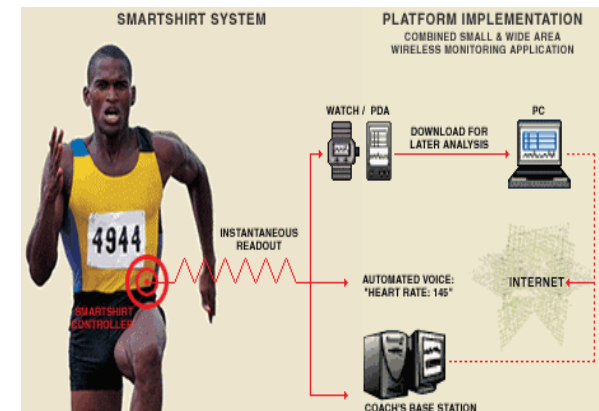 SMARTSHIRT SYSTEM
PLATFORM IMPLEMENTATION
COMBINED SMALL & WIDE AREA
WIRELESS MONITORING APPLICATION
WATCH / PDA
PC
DOWNLOAD FOR
LATER ANALYSIS
4944
INSTANTANEOUS
READOUT
AUTOMATED VOICE:
"HEART RATE: 145"
INTERNET
SMARTSHIRT
CONTROLLER
COACH'S BASE STATION